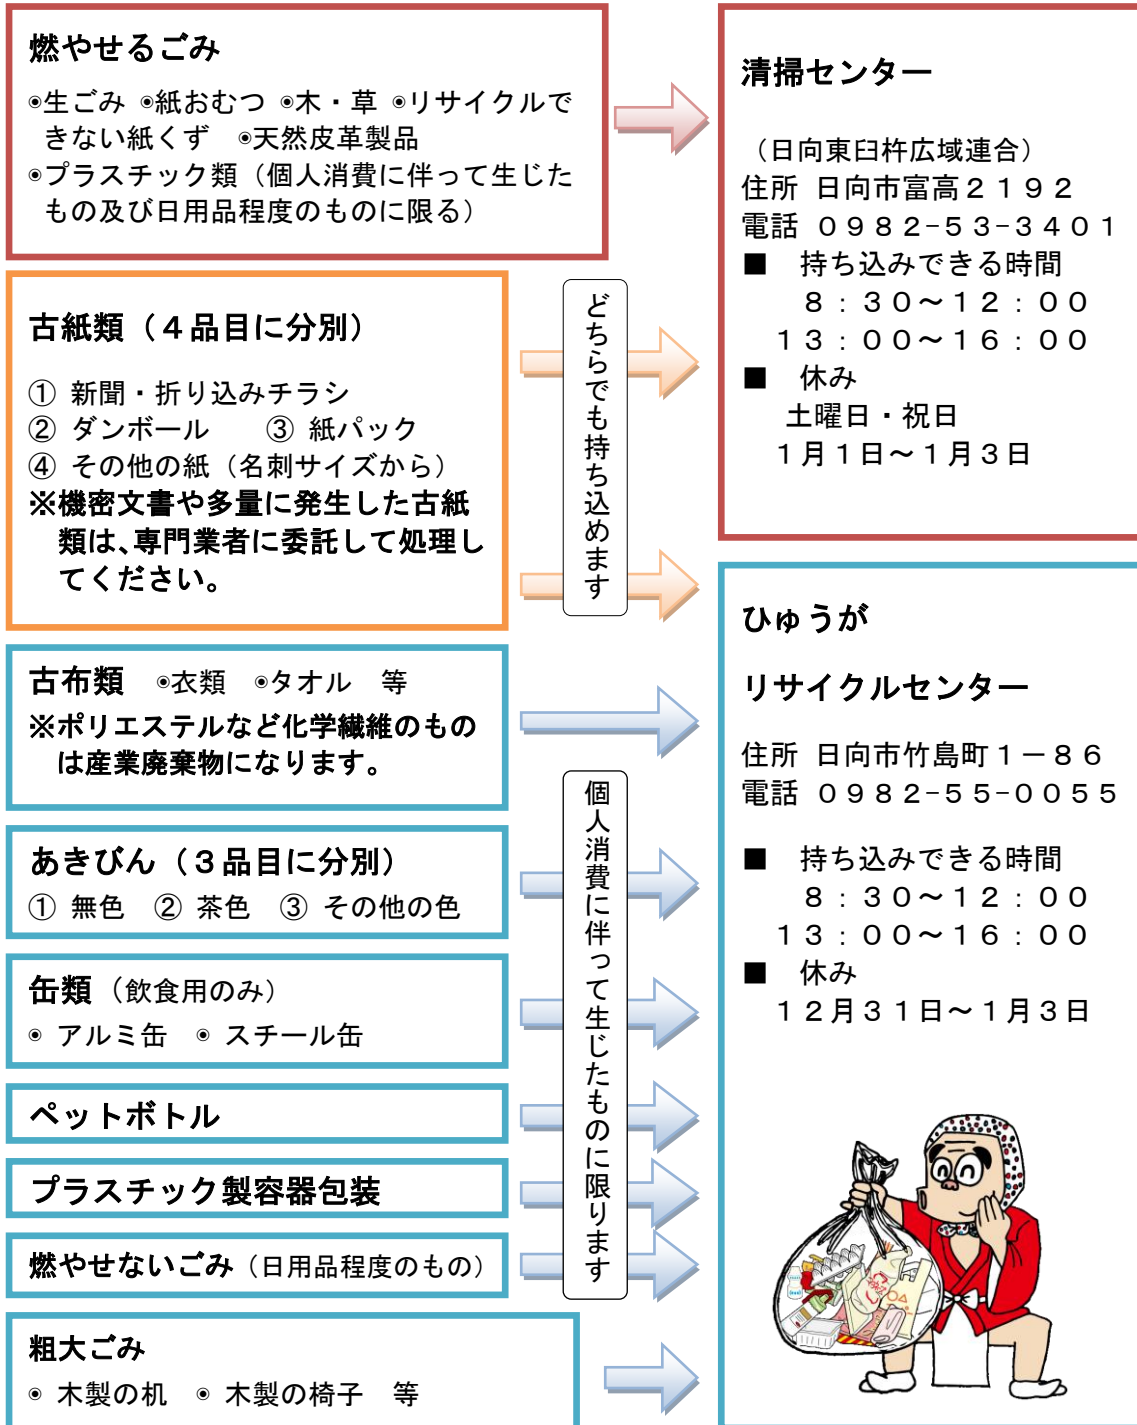 燃やせるごみ
◉生ごみ ◉紙おむつ ◉木・草 ◉リサイクルで
きない紙くず ◉天然皮革製品
◉プラスチック類（個人消費に伴って生じた
もの及び日用品程度のものに限る）
古紙類（４品目に分別）
① 新聞・折り込みチラシ
② ダンボール ③ 紙パック
④ その他の紙（名刺サイズから）
※機密文書や多量に発生した古紙
類は、専門業者に委託して処理し
てください。
どちらでも持ち込めます
古布類 ◉衣類 ◉タオル 等
※ポリエステルなど化学繊維のもの
は産業廃棄物になります。
あきびん（３品目に分別）
① 無色 ② 茶色 ③ その他の色
缶類（飲食用のみ）
◉ アルミ缶 ◉ スチール缶
ペットボトル
プラスチック製容器包装
燃やせないごみ（日用品程度のもの）
個人消費に伴って生じたものに限ります
粗大ごみ
◉ 木製の机 ◉ 木製の椅子 等
清掃センター
（日向東臼杵広域連合）
住所 日向市富高２１９２
電話 ０９８２-５３-３４０１
■ 持ち込みできる時間
８：３０～１２：００
１３：００～１６：００
■ 休み
土曜日・祝日
１月１日～１月３日
ひゅうが
リサイクルセンター
住所 日向市竹島町１－８６
電話 ０９８２-５５-００５５
■ 持ち込みできる時間
８：３０～１２：００
１３：００～１６：００
■ 休み
１２月３１日～１月３日